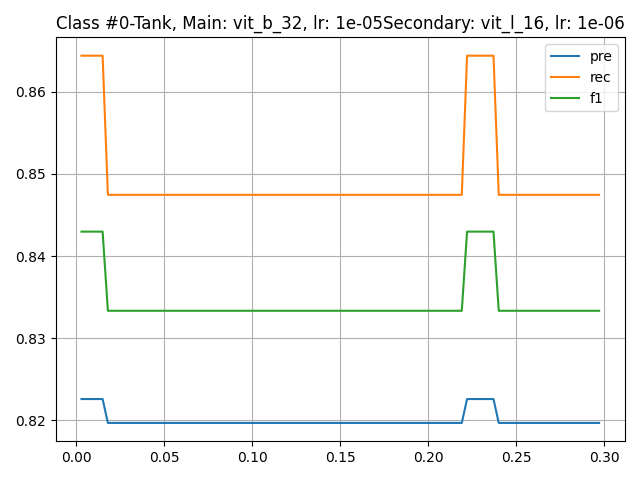 Class #0-Tank, Main: vit_b_32, lr: 1e-05Secondary: vit_l_16, lr: 1e-06
pre
rec
f1
0.86
0.85
0.84
0.83
0.82
0.00 0.05 0.10 0.15 0.20 0.25 0.30